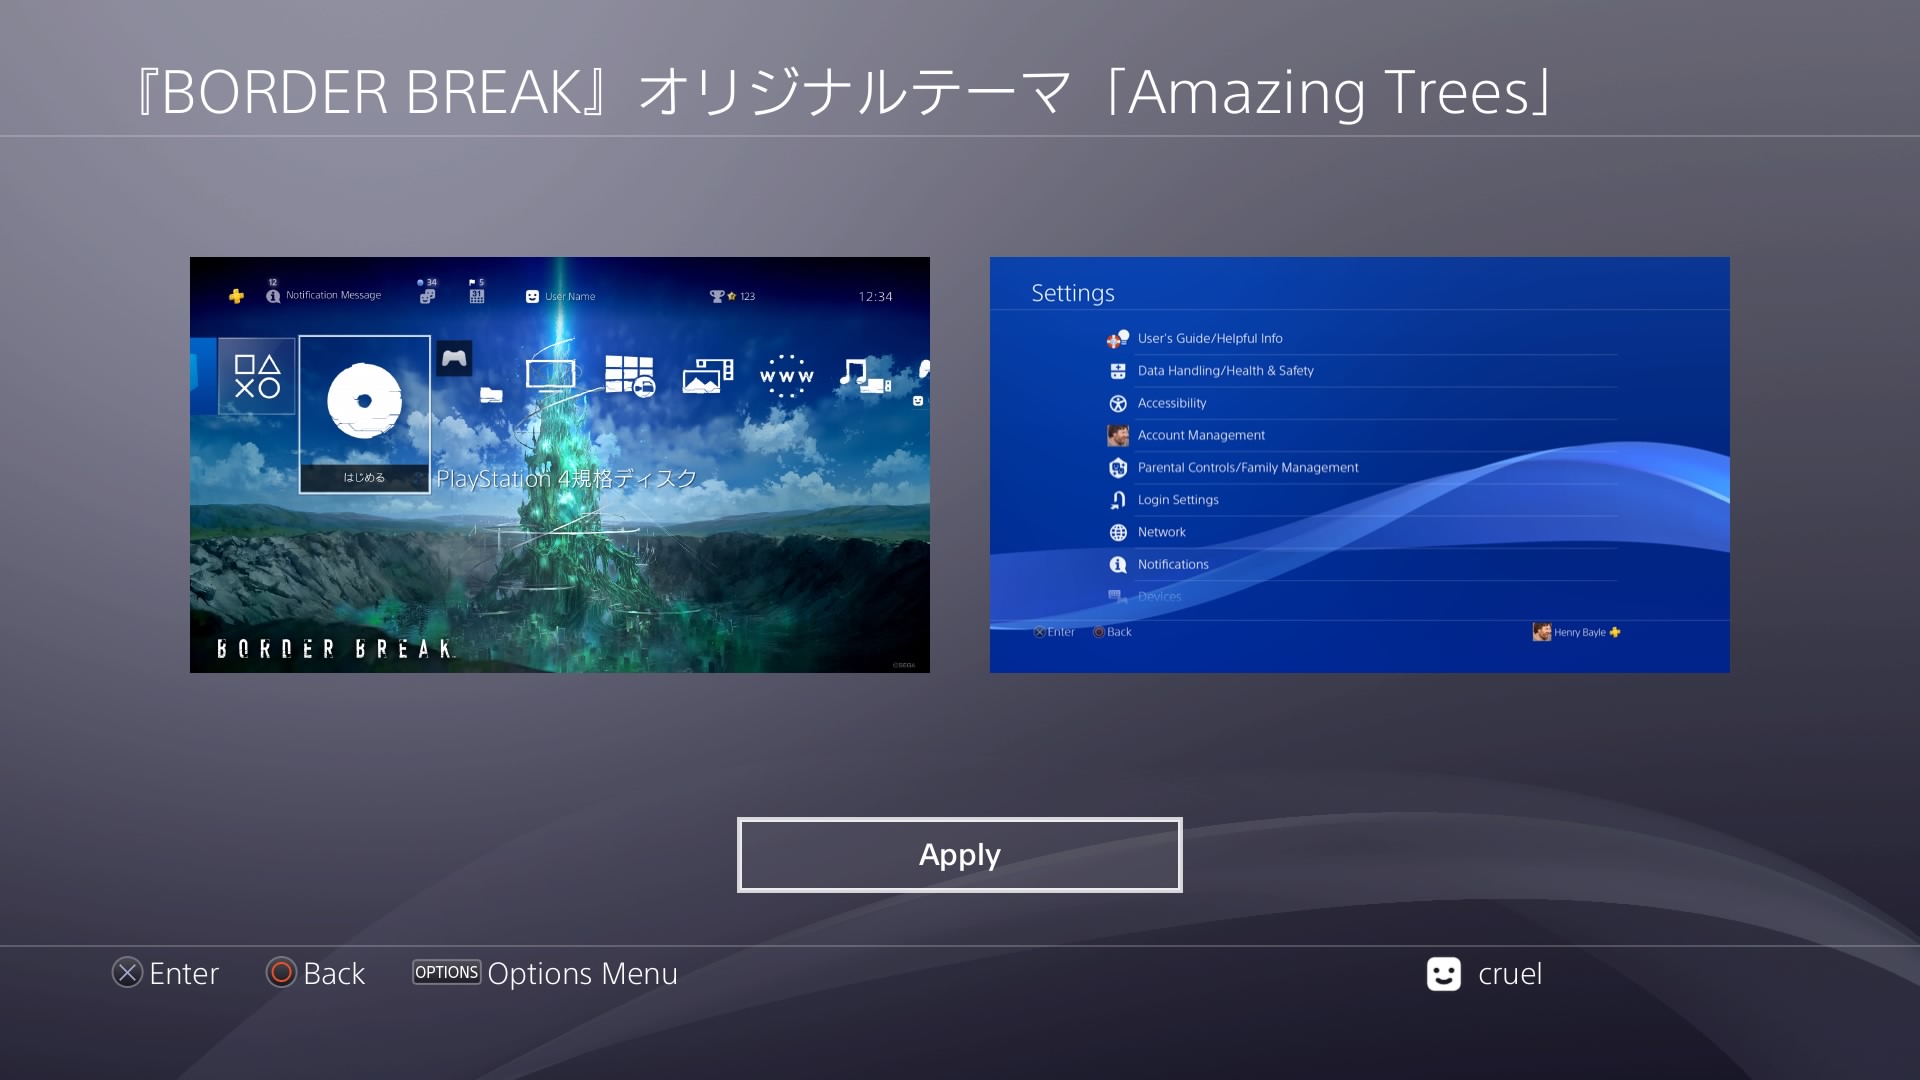 『BORDER BREAK』オリジナルテーマ「Amazing Trees」
12
Notification Message
34
5
31
User Name
123
12:34
www
はじめる
PlayStation 4規格ディスク
BORDER BREAK
©SEGA
Settings
User's Guide/Helpful Info
Data Handling/Health & Safety
Accessibility
Account Management
Parental Controls/Family Management
Login Settings
Network
Notifications
Devices
Enter
Back
Henry Bayle
Apply
Enter
Back
OPTIONS Options Menu
cruel